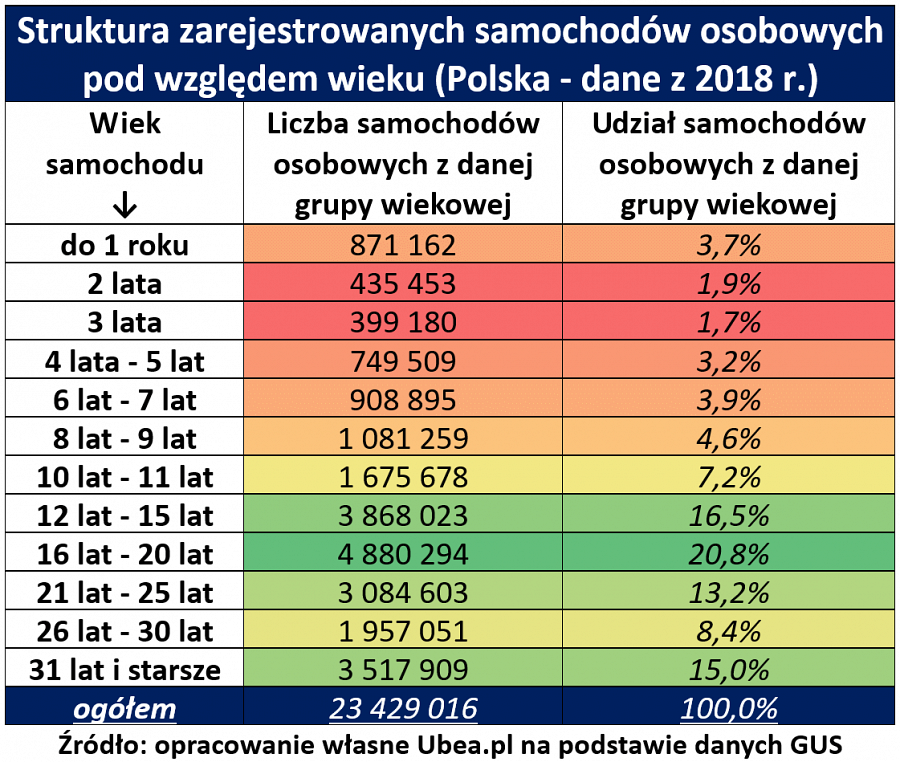 Struktura zarejestrowanych samochodów osobowych
pod względem wieku (Polska - dane z 2018 r.)
Wiek
samochodu
↓
Liczba samochodów
osobowych z danej
grupy wiekowej
Udział samochodów
osobowych z danej
grupy wiekowej
do 1 roku 871 162 3,7%
2 lata 435 453 1,9%
3 lata 399 180 1,7%
4 lata - 5 lat 749 509 3,2%
6 lat - 7 lat 908 895 3,9%
8 lat - 9 lat 1 081 259 4,6%
10 lat - 11 lat 1 675 678 7,2%
12 lat - 15 lat 3 868 023 16,5%
16 lat - 20 lat 4 880 294 20,8%
21 lat - 25 lat 3 084 603 13,2%
26 lat - 30 lat 1 957 051 8,4%
31 lat i starsze 3 517 909 15,0%
ogółem 23 429 016 100,0%
Źródło: opracowanie własne Ubea.pl na podstawie danych GUS